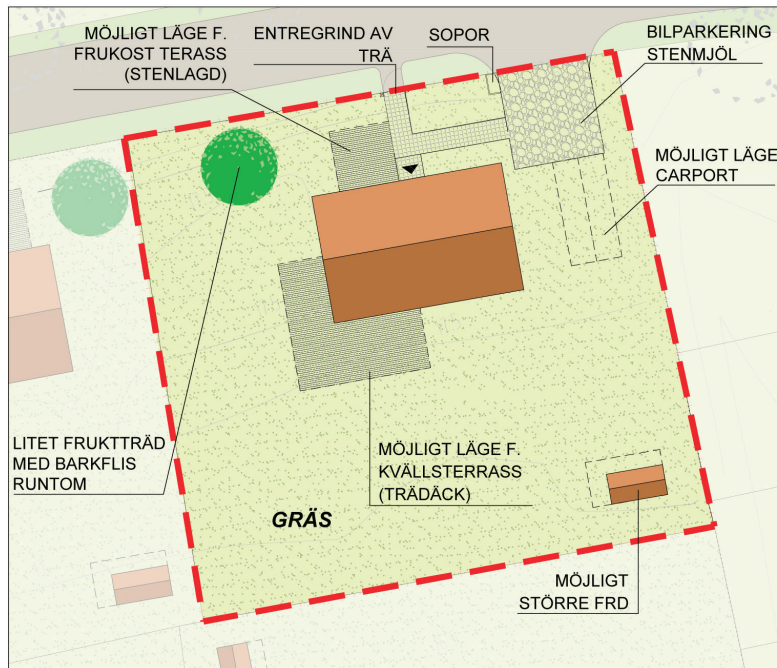 MÖJLIGT LÄGE F.
FRUKOST TERASS
(STENLAGD)
ENTREGRIND AV
TRÄ
SOPOR
BILPARKERING
STENMJÖL
MÖJLIGT LÄGE
CARPORT
LITET FRUKTTRÄD
MED BARKFLIS
RUNTOM
MÖJLIGT LÄGE F.
KVÄLLSTERRASS
(TRÄDÄCK)
GRÄS
MÖJLIGT
STÖRRE FRD